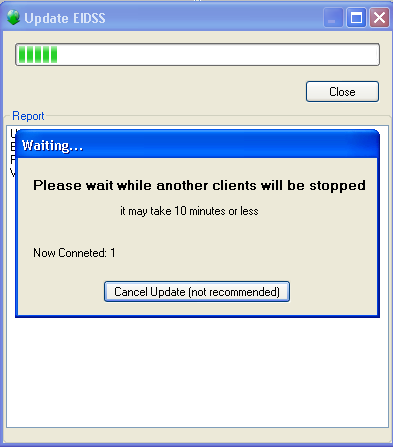 Update EIDSS
Close
Report
Waiting...
Please wait while another clients will be stopped
it may take 10 minutes or less
Now Conneted: 1
Cancel Update (not recommended)